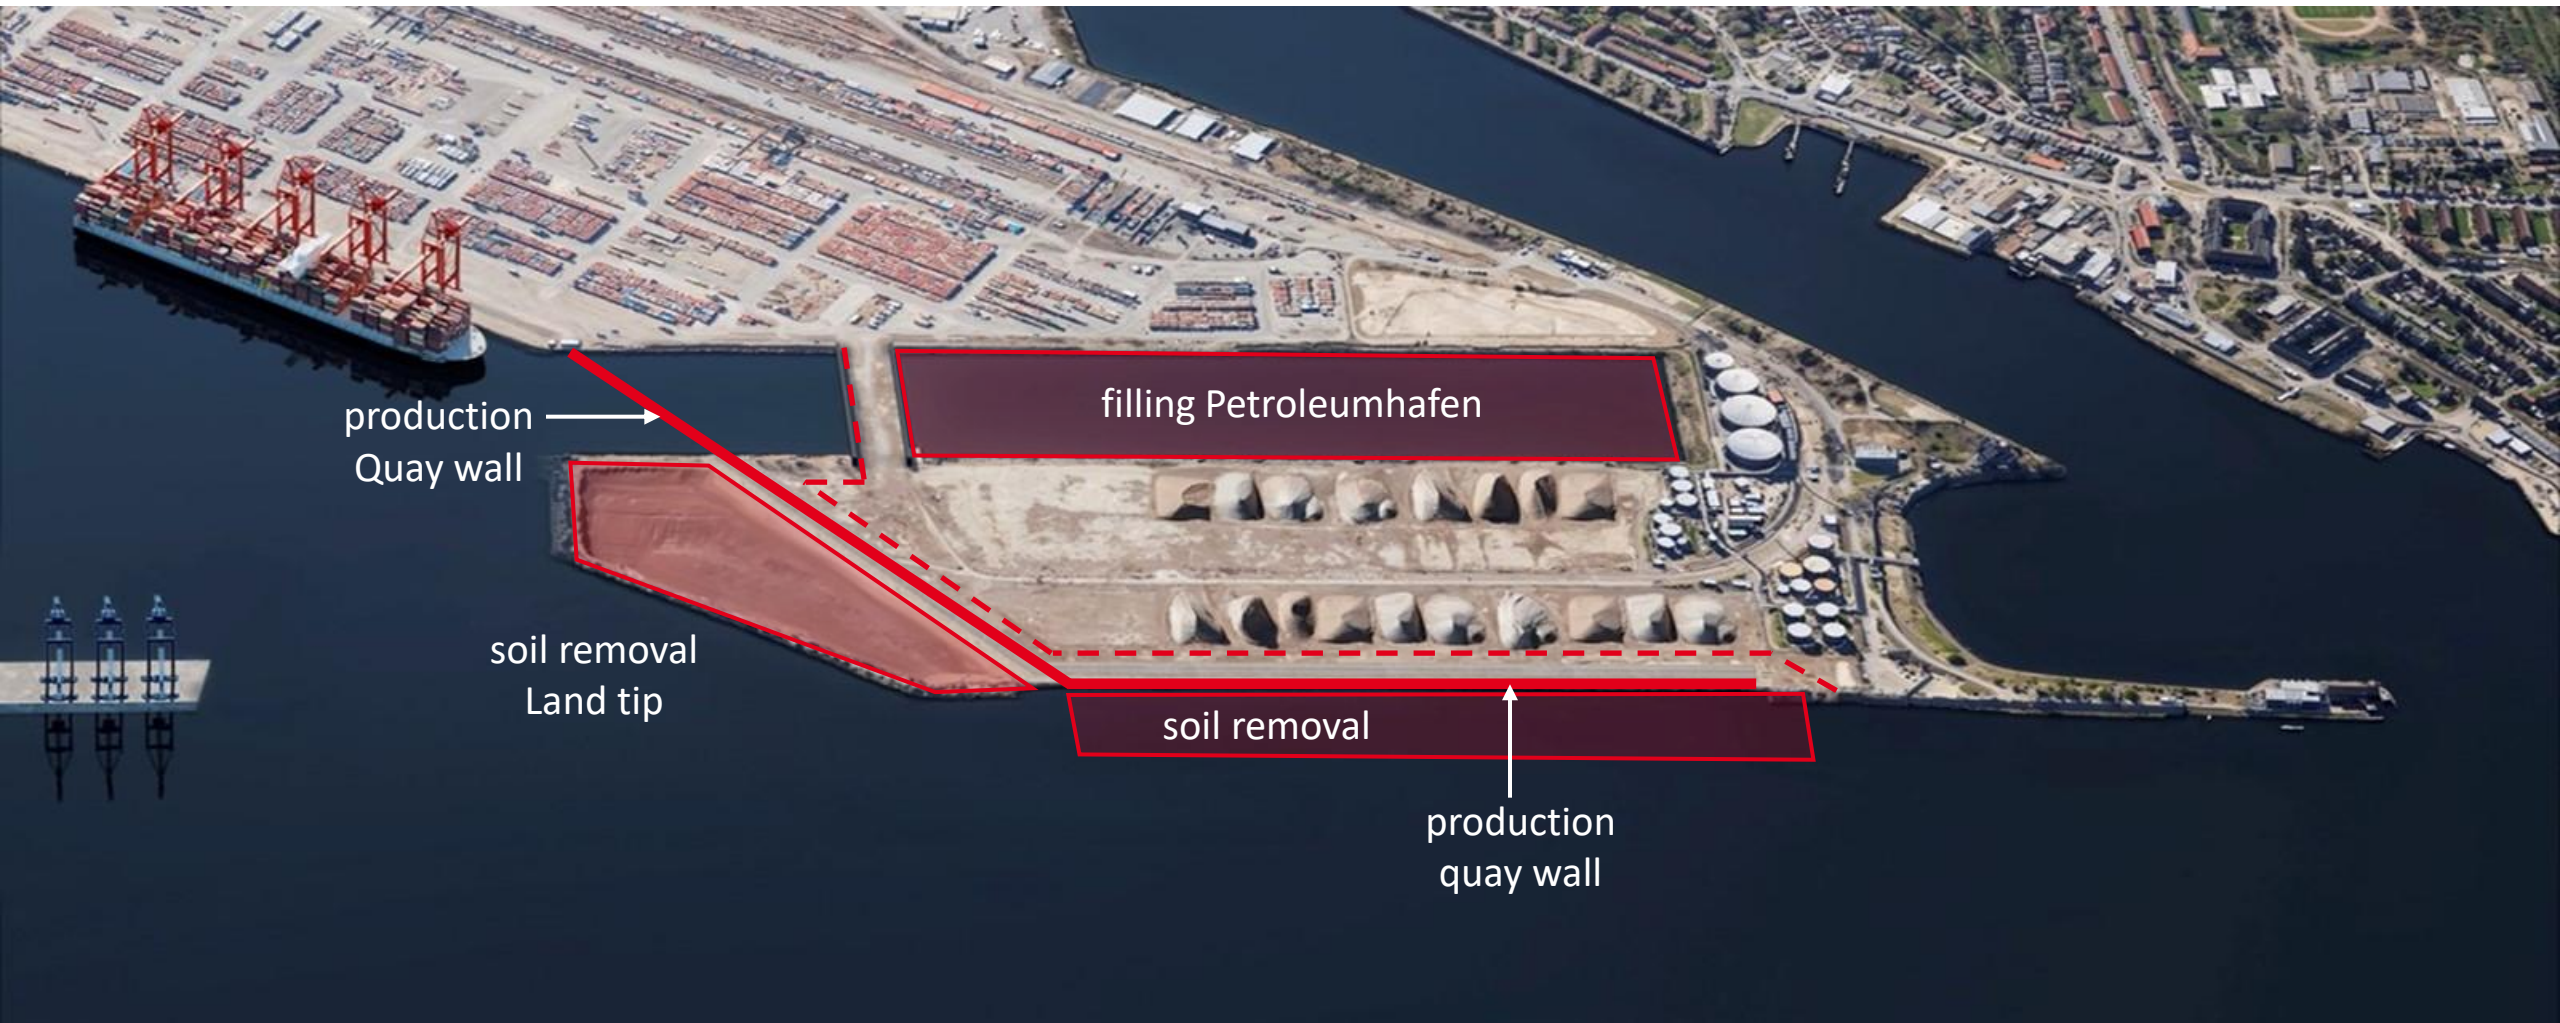 filling Petroleumhafen
production
Quay wall
soil removal
Land tip
soil removal
production
quay wall